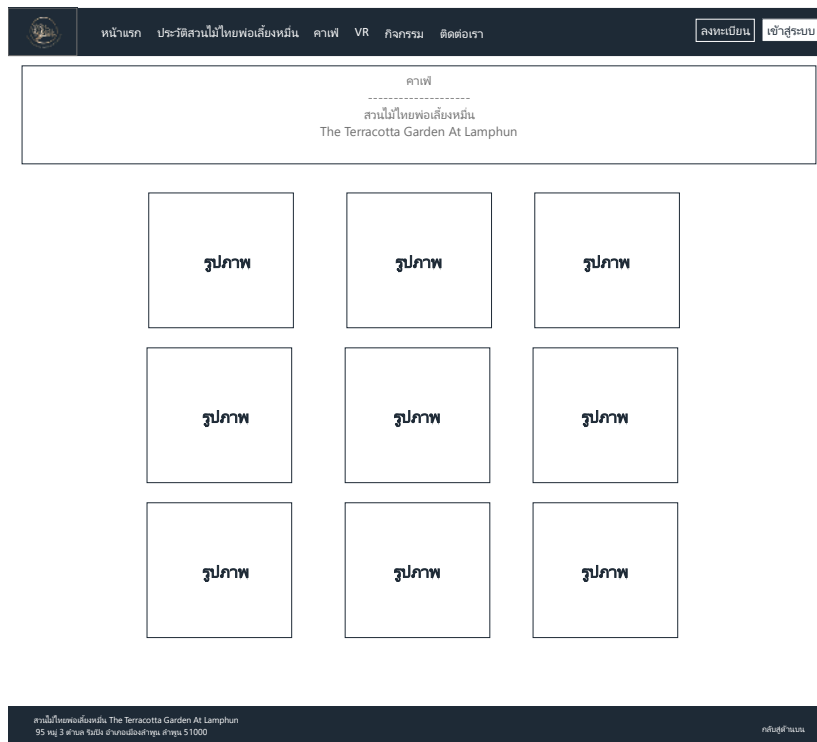 หน้าแรก ประวัติสวนไม้ไทยพ่อเลี้ยงหมื่น คาเฟ่ VR กิจกรรม ติดต่อเรา ลงทะเบียน เข้าสู่ระบบ
คาเฟ่
--------------------
สวนไม้ไทยพ่อเลี้ยงหมื่น
The Terracotta Garden At Lamphun
รูปภาพ รูปภาพ รูปภาพ
รูปภาพ รูปภาพ รูปภาพ
รูปภาพ รูปภาพ รูปภาพ
สวนไม้ไทยพ่อเลี้ยงหมื่น The Terracotta Garden At Lamphun
95 หมู่ 3 ตำบล ริมปิง อำเภอเมืองลำพูน ลำพูน 51000
กลับสู่ด้านบน